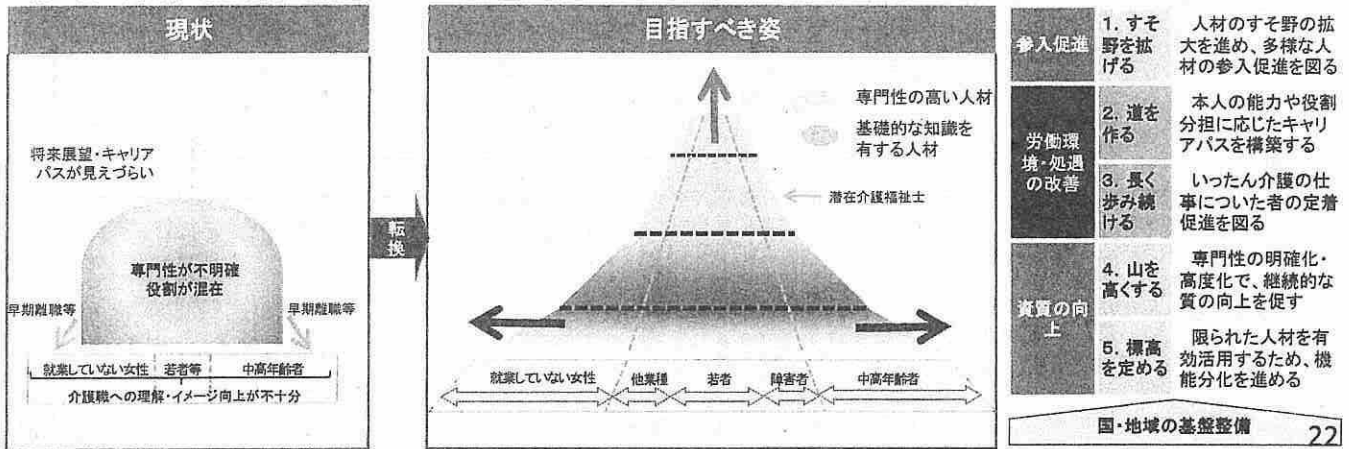 現状
将来展望・キャリア
パスが見えづらい
専門性が不明確
役割が混在
早期離職等
早期離職等
就業していない女性
若者等
中高年齢者
介護職への理解・イメージ向上が不十分
転換
目指すべき姿
専門性の高い人材
基礎的な知識を
有する人材
潜在介護福祉士
就業していない女性
他業種
若者
障害者
中高年齢者
参入促進
1. すそ
野を拡
げる
人材のすそ野の拡
大を進め、多様な人
材の参入促進を図る
労働環
境・処遇
の改善
2. 道を
作る
本人の能力や役割
分担に応じたキャリ
アパスを構築する
3. 長く
歩み続
ける
いったん介護の仕
事についた者の定着
促進を図る
資質の向
上
4. 山を
高くする
専門性の明確化・
高度化で、継続的な
質の向上を促す
5. 標高
を定める
限られた人材を有
効活用するため、機
能分化を進める
国・地域の基盤整備
22